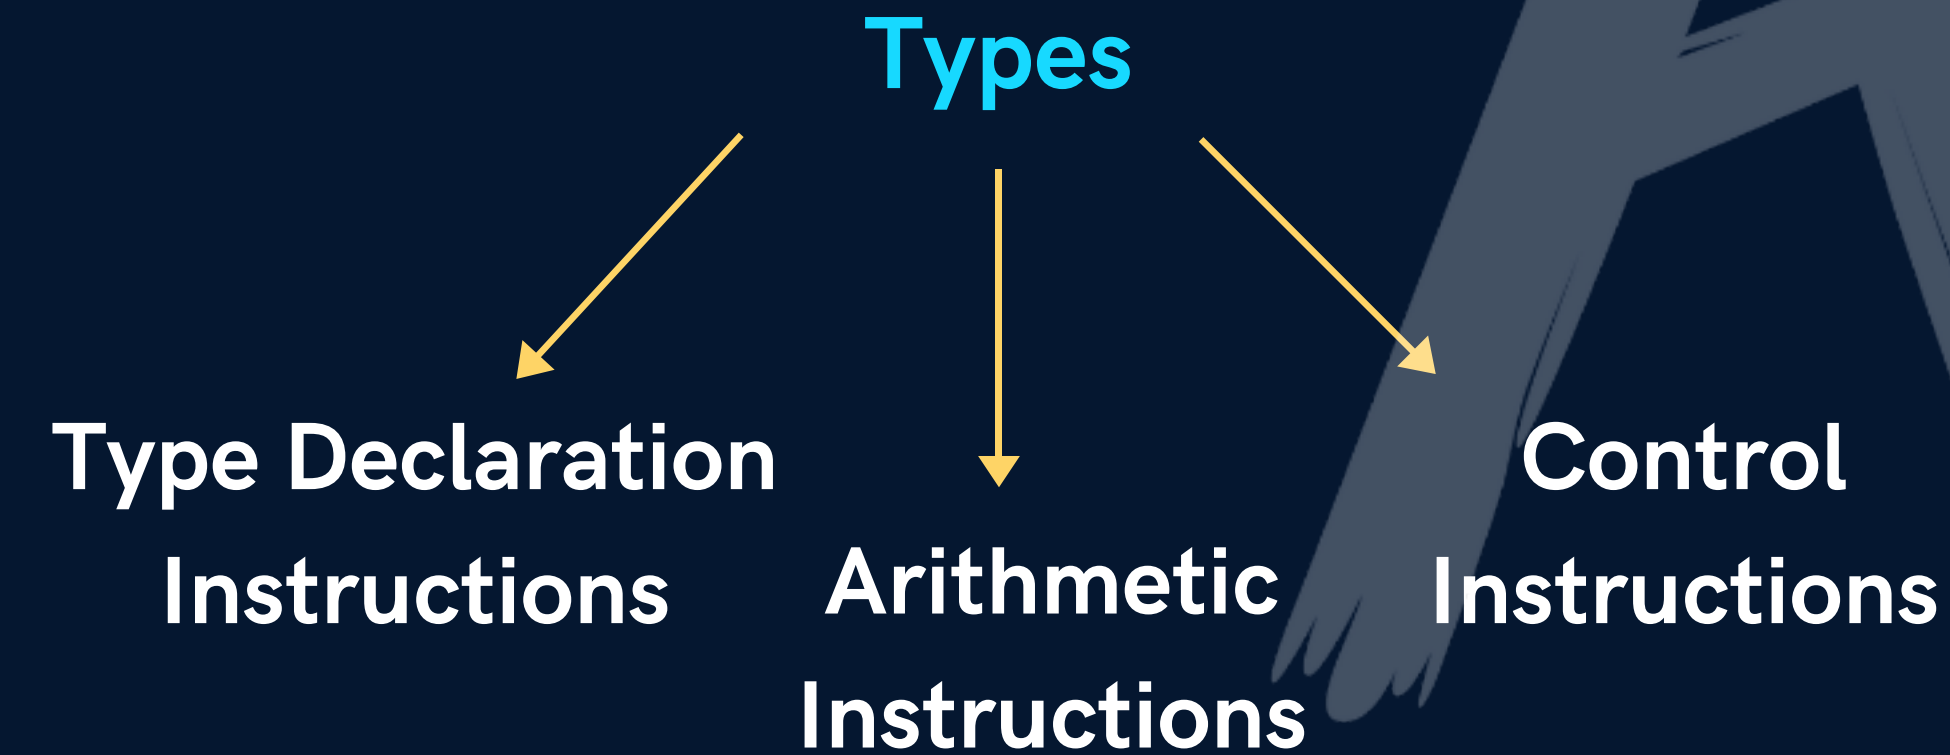 Types
Type Declaration
Instructions
Arithmetic
Instructions
Control
Instructions